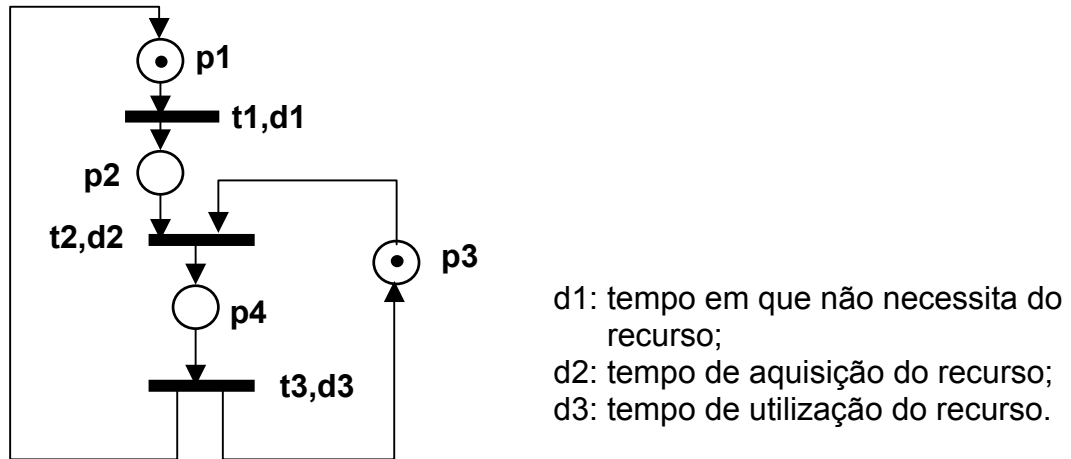 p1
t1,d1
p2
t2,d2
p3
p4
t3,d3
d1: tempo em que não necessita do
recurso;
d2: tempo de aquisição do recurso;
d3: tempo de utilização do recurso.